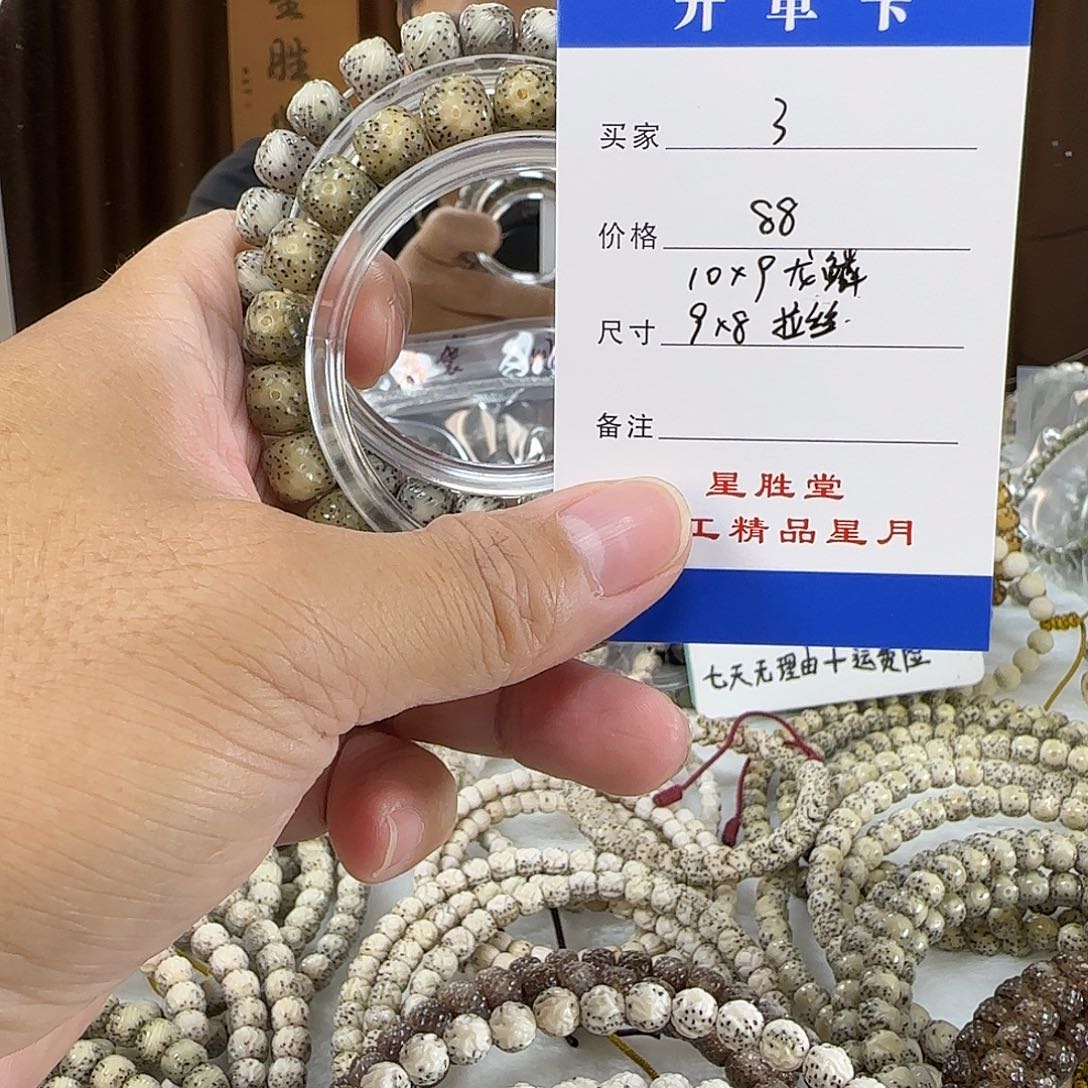 胜
开单卡
买家 3
价格 88
10×9 龙鳞
尺寸 9×8 拉丝
备注
星胜堂
工精品星月
七天无理由+运费险